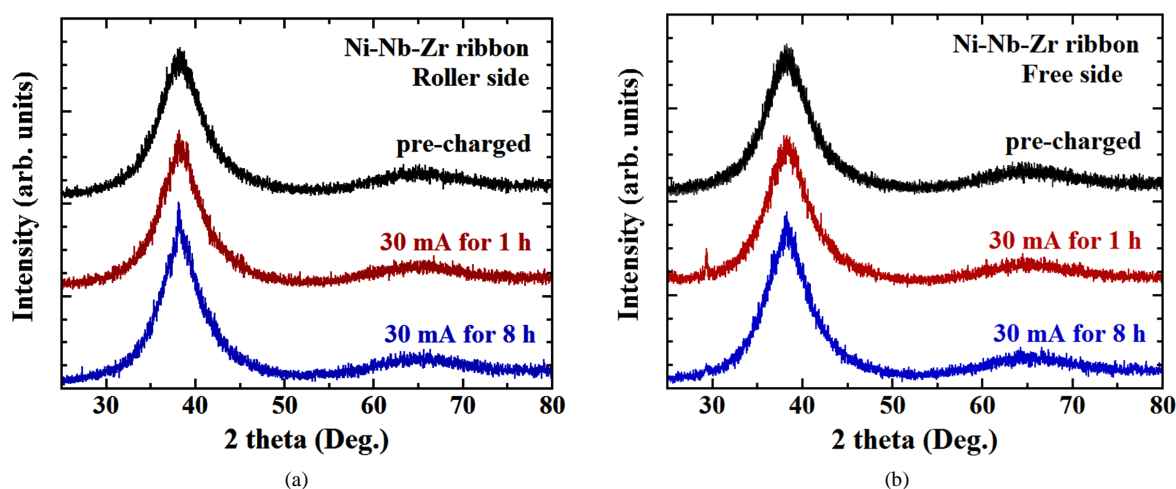 Ni-Nb-Zr ribbon
Roller side
pre-charged
30 mA for 1 h
30 mA for 8 h
Intensity (arb. units)
30 40 50 60 70 80
2 theta (Deg.)
(a)
Ni-Nb-Zr ribbon
Free side
pre-charged
30 mA for 1 h
30 mA for 8 h
Intensity (arb. units)
30 40 50 60 70 80
2 theta (Deg.)
(b)